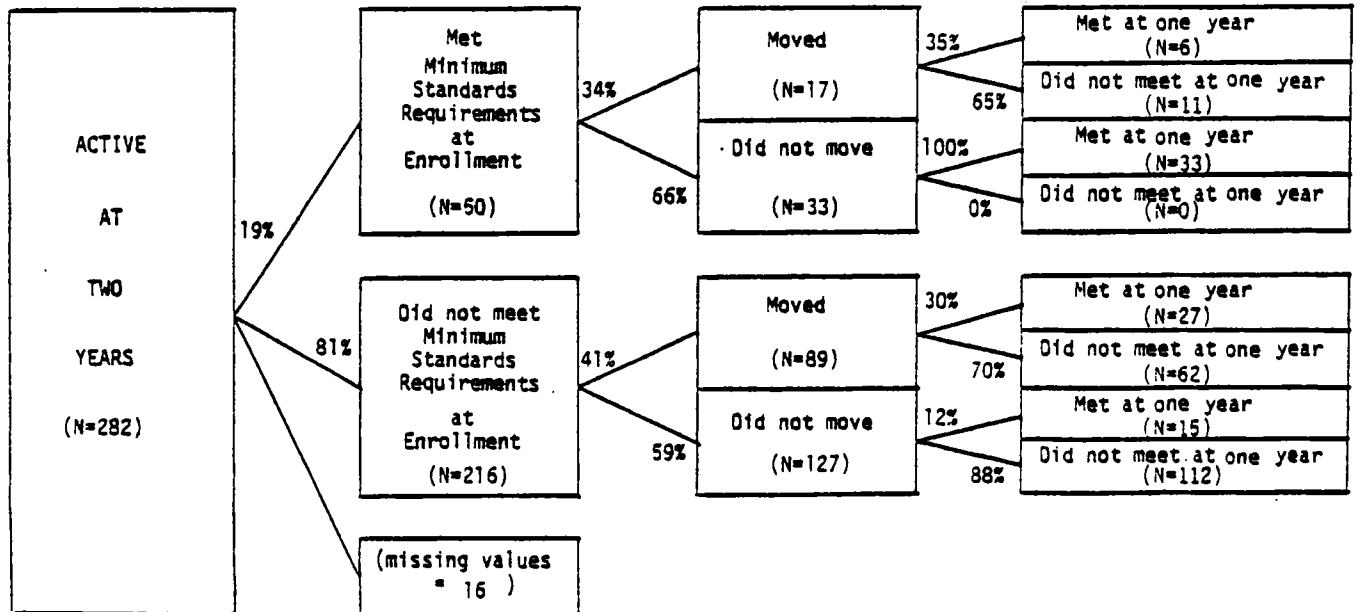 ACTIVE
AT
TWO
YEARS
(N=282)
19%
81%
Met
Minimum
Standards
Requirements
at
Enrollment
(N=50)
34%
66%
Moved
(N=17)
35%
65%
Met at one year
(N=6)
Did not meet at one year
(N=11)
Did not move
(N=33)
100%
0%
Met at one year
(N=33)
Did not meet at one year
(N=0)
Did not meet
Minimum
Standards
Requirements
at
Enrollment
(N=216)
41%
59%
Moved
(N=89)
30%
70%
Met at one year
(N=27)
Did not meet at one year
(N=62)
Did not move
(N=127)
12%
88%
Met at one year
(N=15)
Did not meet at one year
(N=112)
(missing values
= 16 )